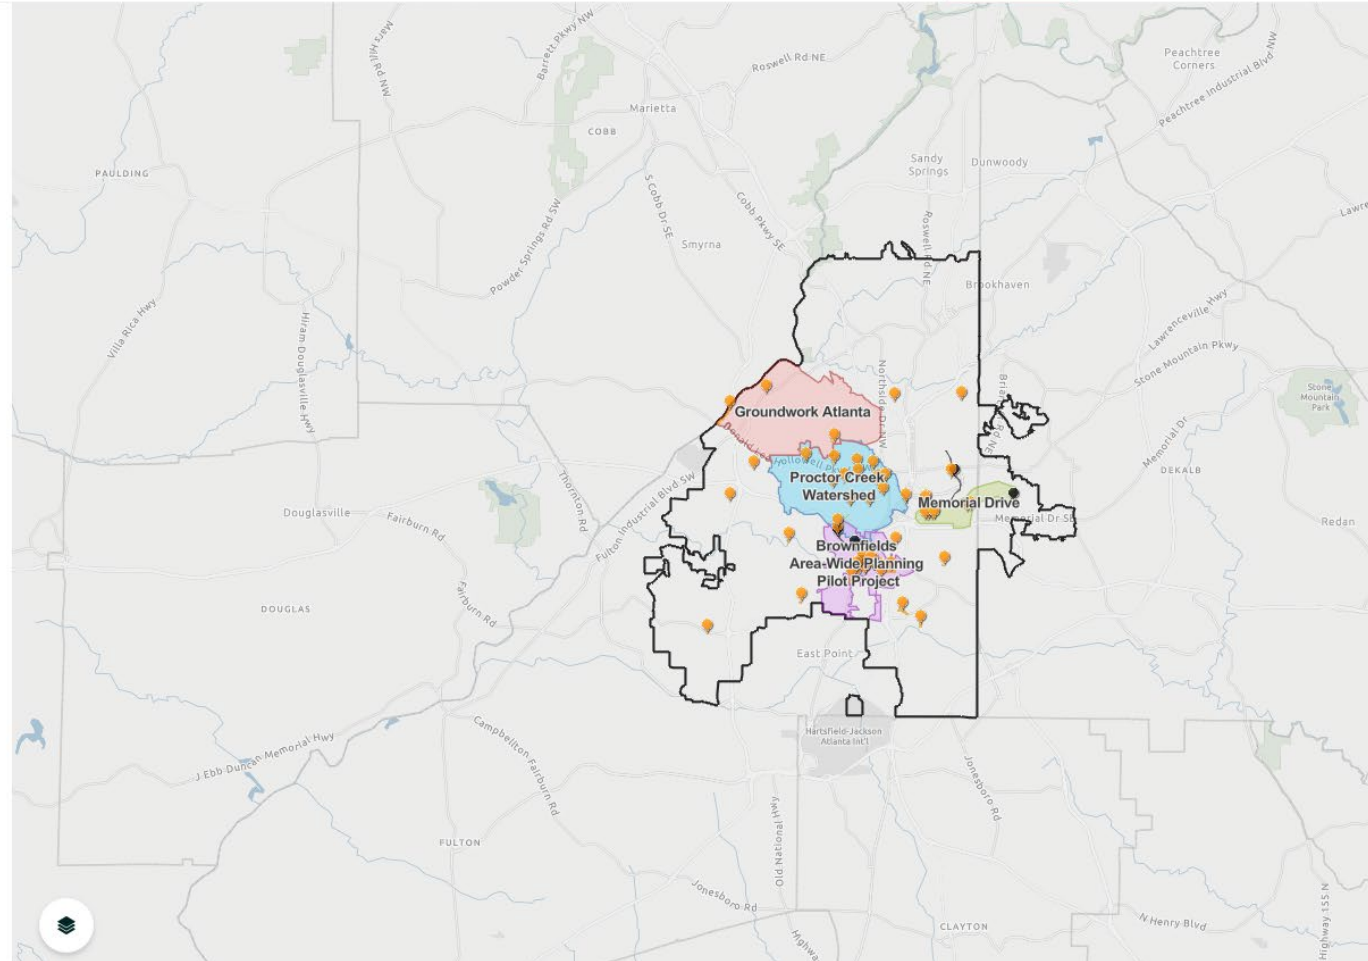 Mars Hill Rd NW
Barrett Pkwy NW
Roswell Rd NE
Peachtree
Corners
Peachtree Industrial Blvd NW
Marietta
COBB
PAULDING
Sandy
Springs
Dunwoody
S Cobb Dr SE
Cobb Pkwy SE
Roswell Rd NE
Powder Springs Rd SW
Smyrna
Brookhaven
Villa Rica Hwy
Hiram Douglasville Hwy
Lawrenceville Hwy
Stone Mountain Pkwy
Northside Dr NW
Stone
Mountain
Park
Groundwork Atlanta
Memorial Dr
DEKALB
Proctor Creek
Watershed
Memorial Drive
Memorial Dr SE
Redan
Thornton Rd
Douglasville
Fairburn Rd
Fulton Industrial Blvd SW
Brownfields
Area-Wide Planning
Pilot Project
Fairburn Rd
DOUGLAS
East Point
Hartsfield-Jackson
Atlanta Int'l
J Ebb Duncan Memorial Hwy
Campbellton Fairburn Rd
Jonesboro Rd
Old National Hwy
FULTON
Jonesboro Rd
CLAYTON
N Henry Blvd
Highway 155 N